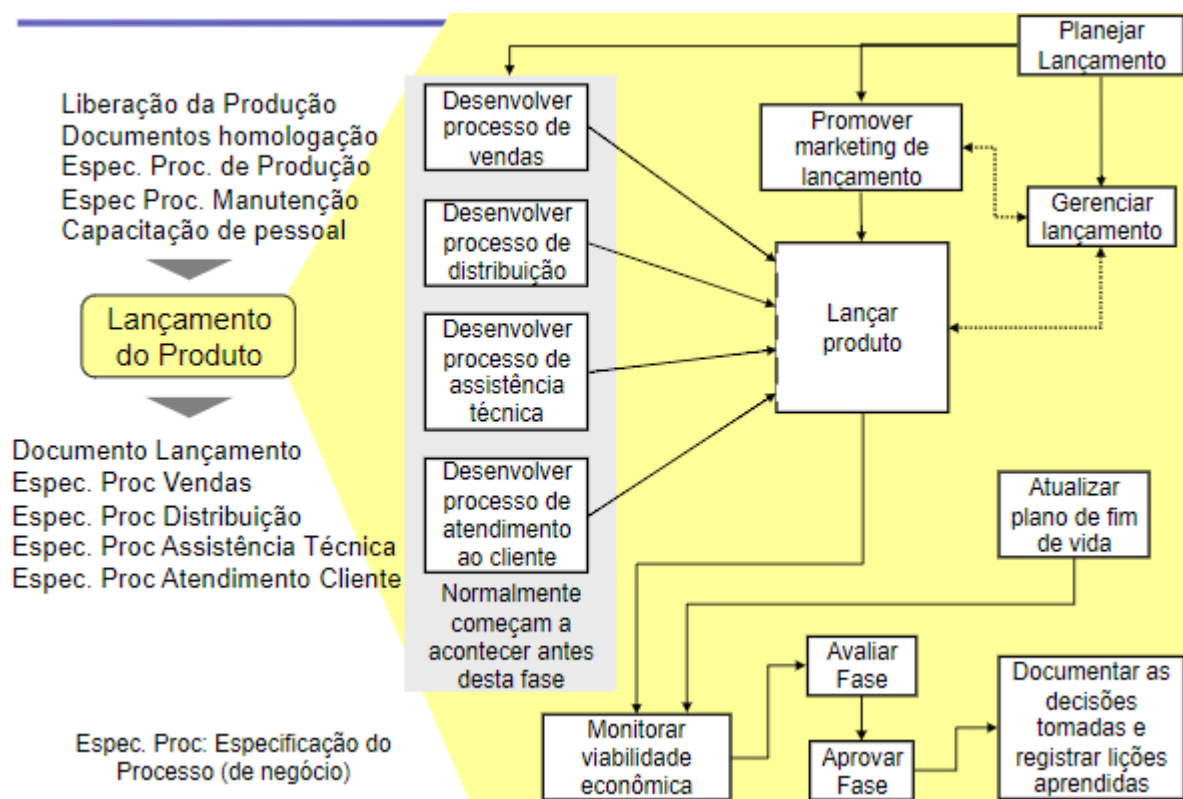 Planejar
Lançamento
Liberação da Produção
Documentos homologação
Espec. Proc. de Produção
Espec Proc. Manutenção
Capacitação de pessoal
Lançamento
do Produto
Documento Lançamento
Espec. Proc Vendas
Espec. Proc Distribuição
Espec. Proc Assistência Técnica
Espec. Proc Atendimento Cliente
Espec. Proc: Especificação do
Processo (de negócio)
Desenvolver
processo de
vendas
Desenvolver
processo de
distribuição
Desenvolver
processo de
assistência
técnica
Desenvolver
processo de
atendimento
ao cliente
Normalmente
começam a
acontecer antes
desta fase
Promover
marketing de
lançamento
Gerenciar
lançamento
Lançar
produto
Atualizar
plano de fim
de vida
Monitorar
viabilidade
econômica
Avaliar
Fase
Aprovar
Fase
Documentar as
decisões
tomadas e
registrar lições
aprendidas